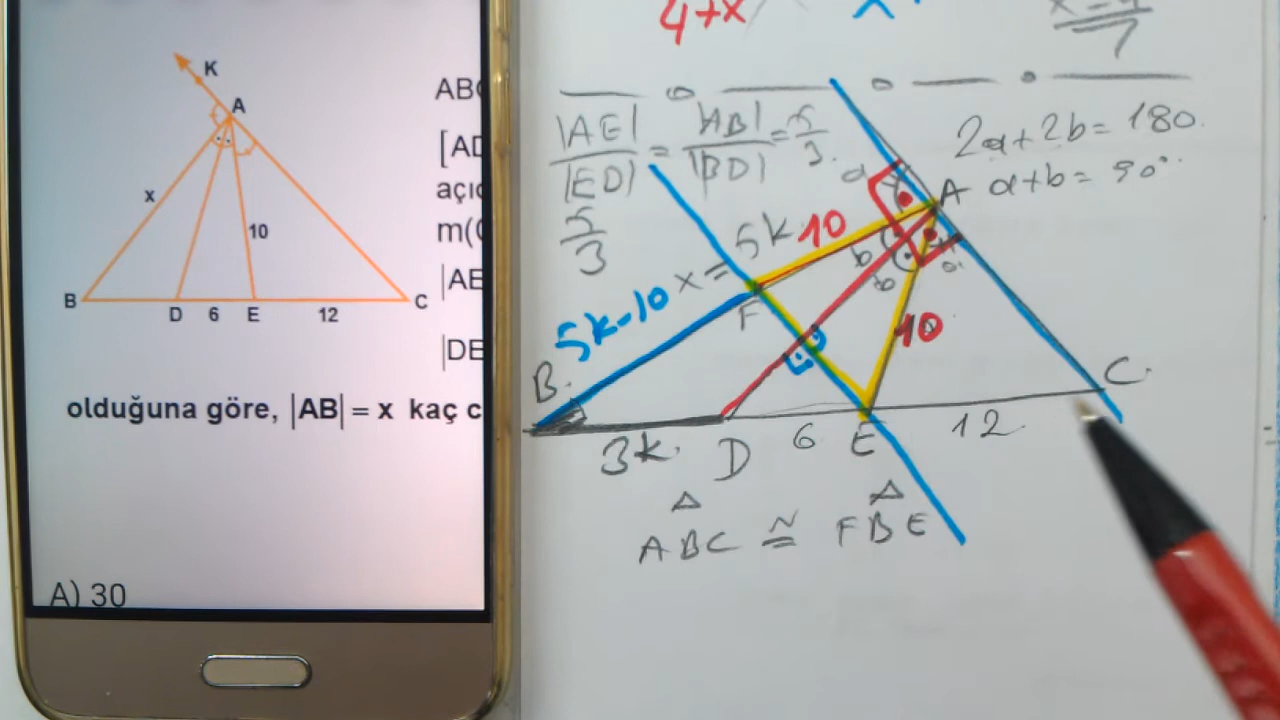 K
A
ABC
[AD
açı
x
m(
10
|AE
B
C
D 6 E 12
|DE
olduğuna göre, |AB| = x kaç c
A) 30
4+x
|AE| / |ED| = |AB| / |BD| = 5/3
5/3
2a+2b=180
a+b=90°
a
A
b
b
x = 5k
10
5k-10
F
10
B
C
3k
D
6
E
12
ABC ≅ FBE